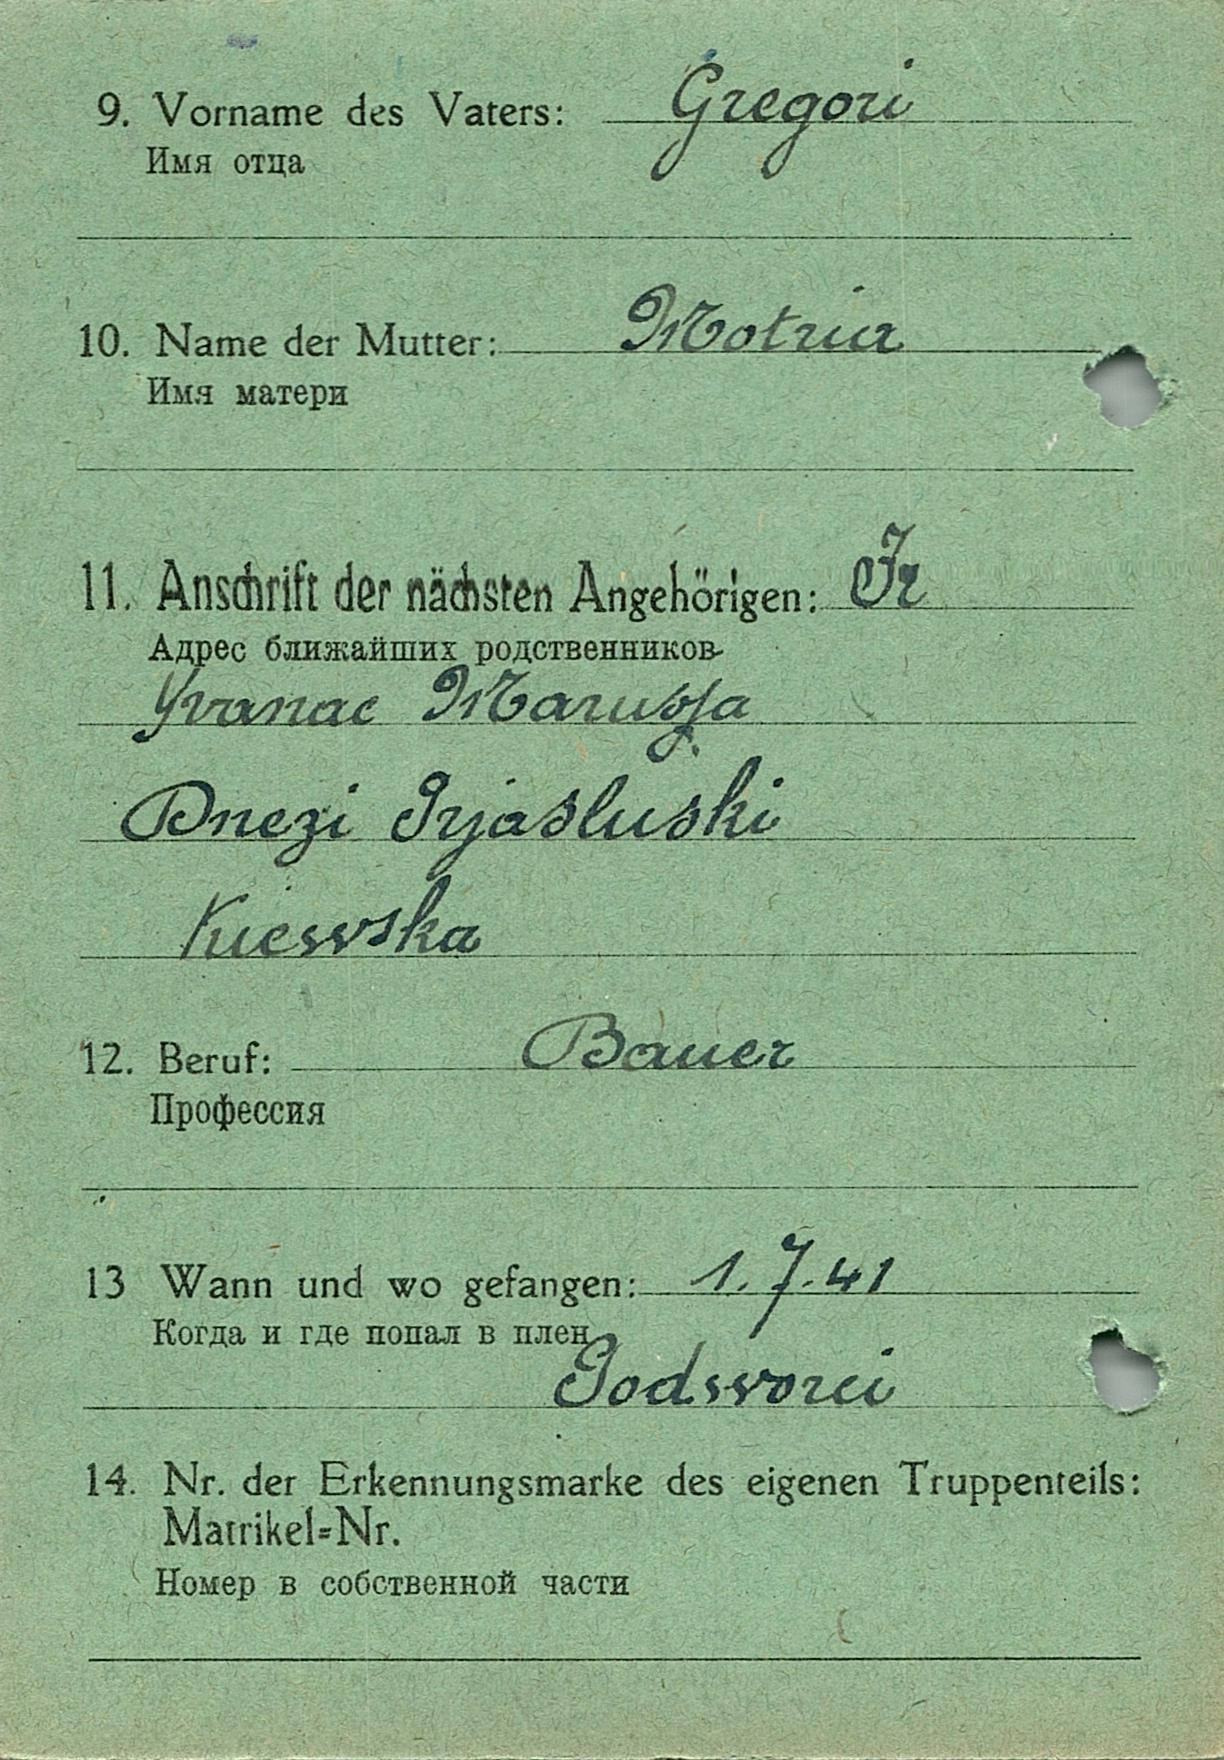 9. Vorname des Vaters: Gregori
Имя отца
10. Name der Mutter: Motria
Имя матери
11. Anschrift der nächsten Angehörigen: Fr
Адрес ближайших родственников
Yvanac Marusja
Dnezi Prjasluski
Kiewska
12. Beruf: Bauer
Профессия
13 Wann und wo gefangen: 1.7.41
Когда и где попал в плен
Podsworci
14. Nr. der Erkennungsmarke des eigenen Truppenteils:
Matrikel=Nr.
Номер в собственной части